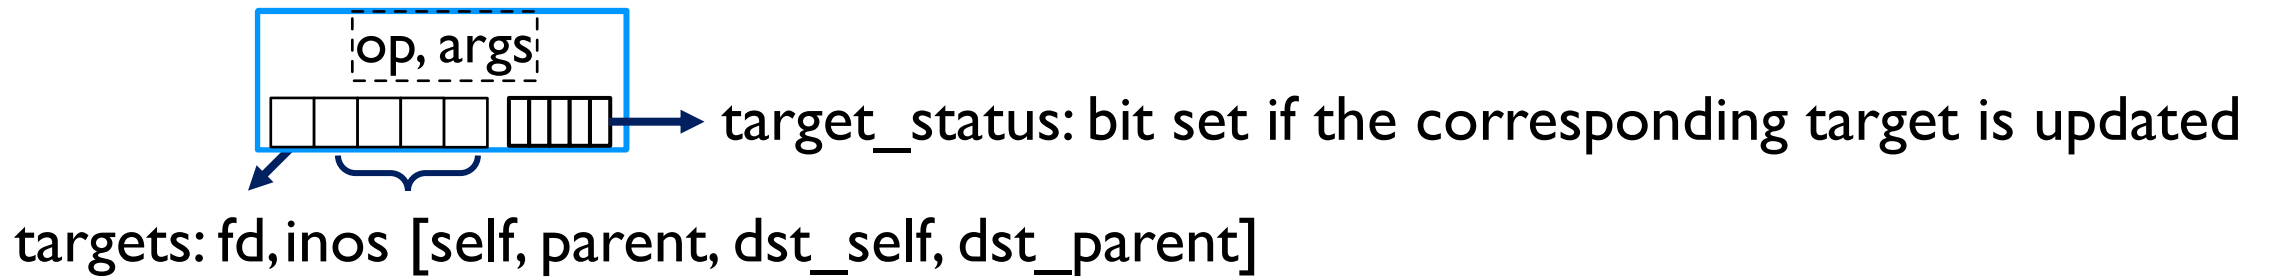 op, args
target_status: bit set if the corresponding target is updated
targets: fd, inos [self, parent, dst_self, dst_parent]